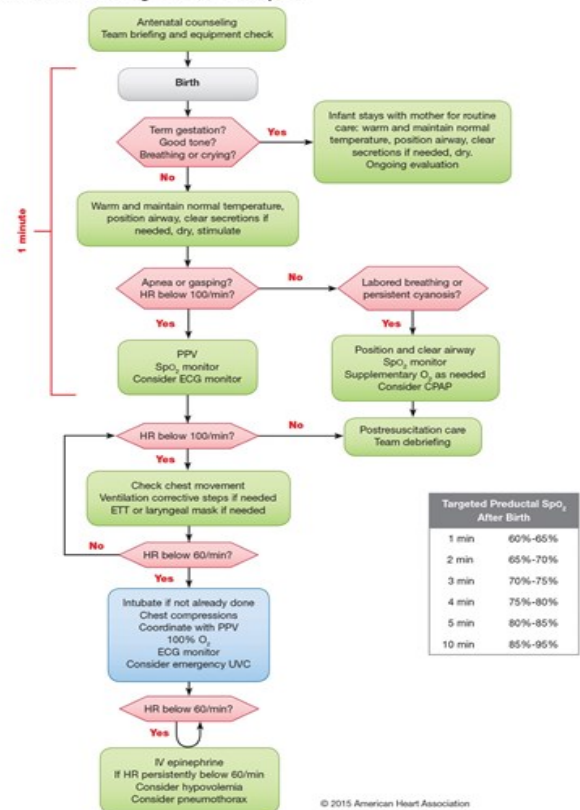 Antenatal counseling
Team briefing and equipment check
Birth
1 minute
Term gestation?
Good tone?
Breathing or crying?
Yes
Infant stays with mother for routine
care: warm and maintain normal
temperature, position airway, clear
secretions if needed, dry.
Ongoing evaluation
No
Warm and maintain normal temperature,
position airway, clear secretions if
needed, dry, stimulate
Apnea or gasping?
HR below 100/min?
No
Labored breathing or
persistent cyanosis?
Yes
Yes
PPV
SpO₂ monitor
Consider ECG monitor
Position and clear airway
SpO₂ monitor
Supplementary O₂ as needed
Consider CPAP
HR below 100/min?
No
Postresuscitation care
Team debriefing
Yes
Check chest movement
Ventilation corrective steps if needed
ETT or laryngeal mask if needed
No
HR below 60/min?
Yes
Intubate if not already done
Chest compressions
Coordinate with PPV
100% O₂
ECG monitor
Consider emergency UVC
HR below 60/min?
Yes
IV epinephrine
If HR persistently below 60/min
Consider hypovolemia
Consider pneumothorax
Targeted Preductal SpO₂
After Birth
1 min 60%-65%
2 min 65%-70%
3 min 70%-75%
4 min 75%-80%
5 min 80%-85%
10 min 85%-95%
© 2015 American Heart Association